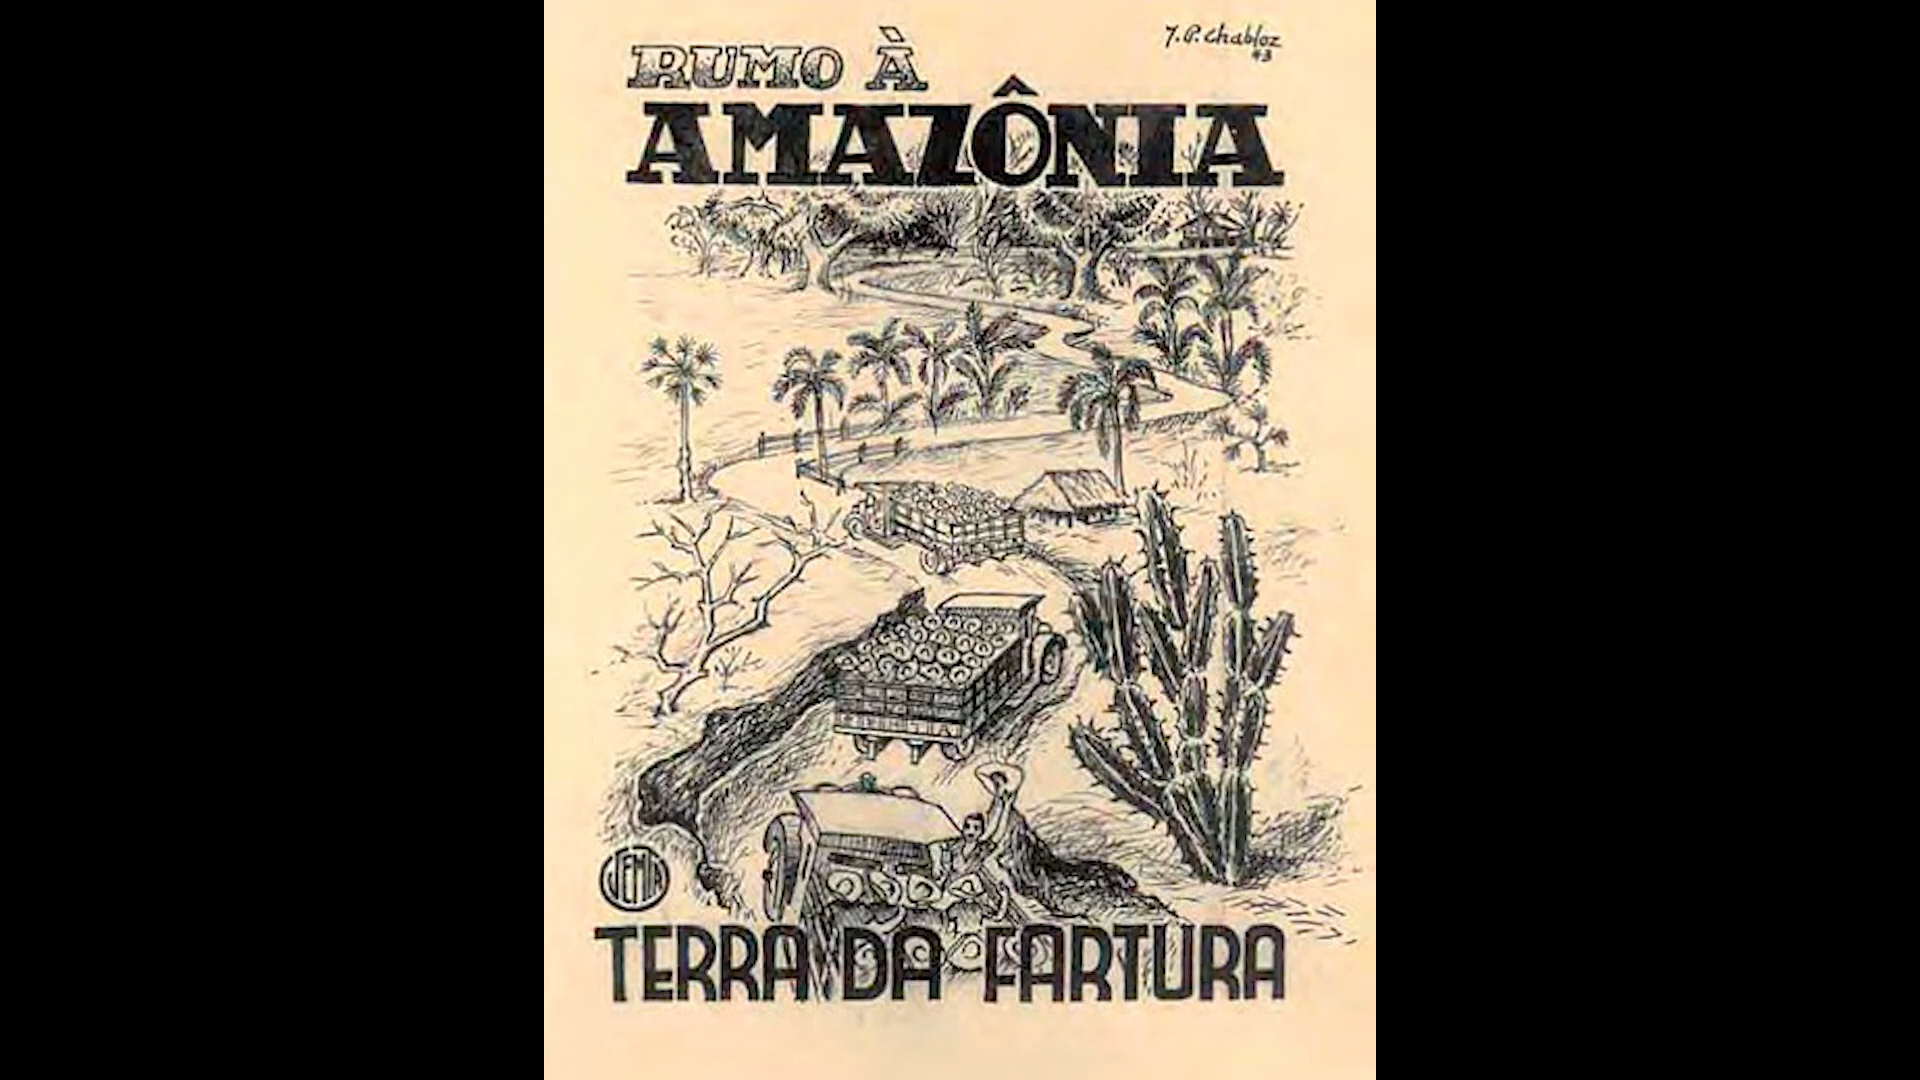 J. P. Chabloz
43
RUMO À
AMAZÔNIA
SEMTA
TERRA DA FARTURA